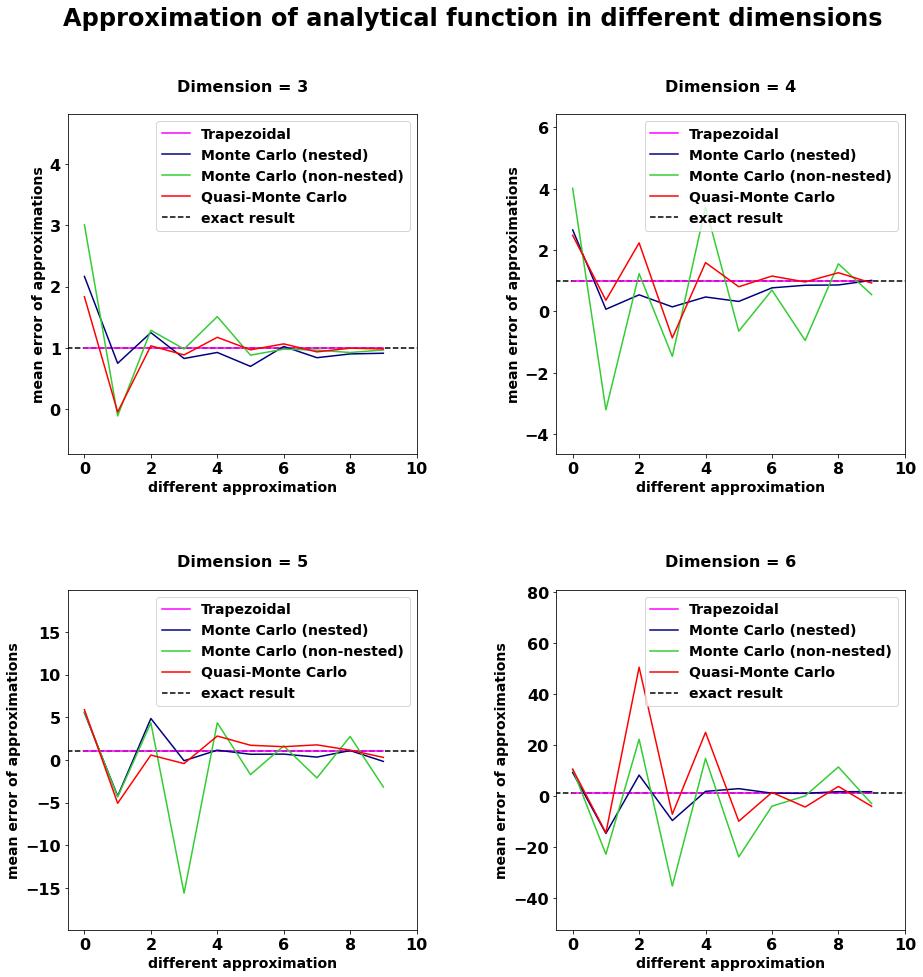 Approximation of analytical function in different dimensions
Dimension = 3
Trapezoidal
Monte Carlo (nested)
Monte Carlo (non-nested)
Quasi-Monte Carlo
exact result
mean error of approximations
4
3
2
1
0
0 2 4 6 8 10
different approximation
Dimension = 4
Trapezoidal
Monte Carlo (nested)
Monte Carlo (non-nested)
Quasi-Monte Carlo
exact result
mean error of approximations
6
4
2
0
−2
−4
0 2 4 6 8 10
different approximation
Dimension = 5
Trapezoidal
Monte Carlo (nested)
Monte Carlo (non-nested)
Quasi-Monte Carlo
exact result
mean error of approximations
15
10
5
0
−5
−10
−15
0 2 4 6 8 10
different approximation
Dimension = 6
Trapezoidal
Monte Carlo (nested)
Monte Carlo (non-nested)
Quasi-Monte Carlo
exact result
mean error of approximations
80
60
40
20
0
−20
−40
0 2 4 6 8 10
different approximation